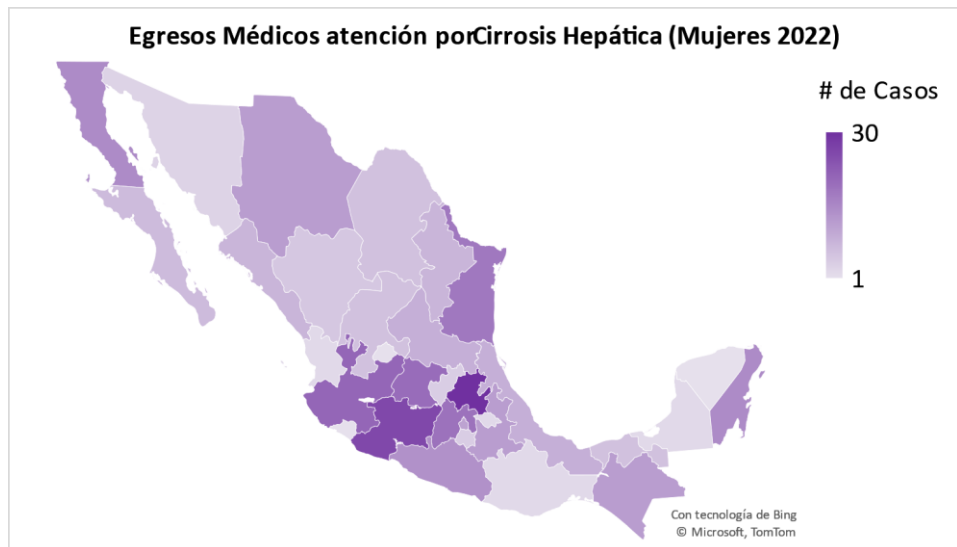 Egresos Médicos atención porCirrosis Hepática (Mujeres 2022)
# de Casos
30
1
Con tecnología de Bing
© Microsoft, TomTom